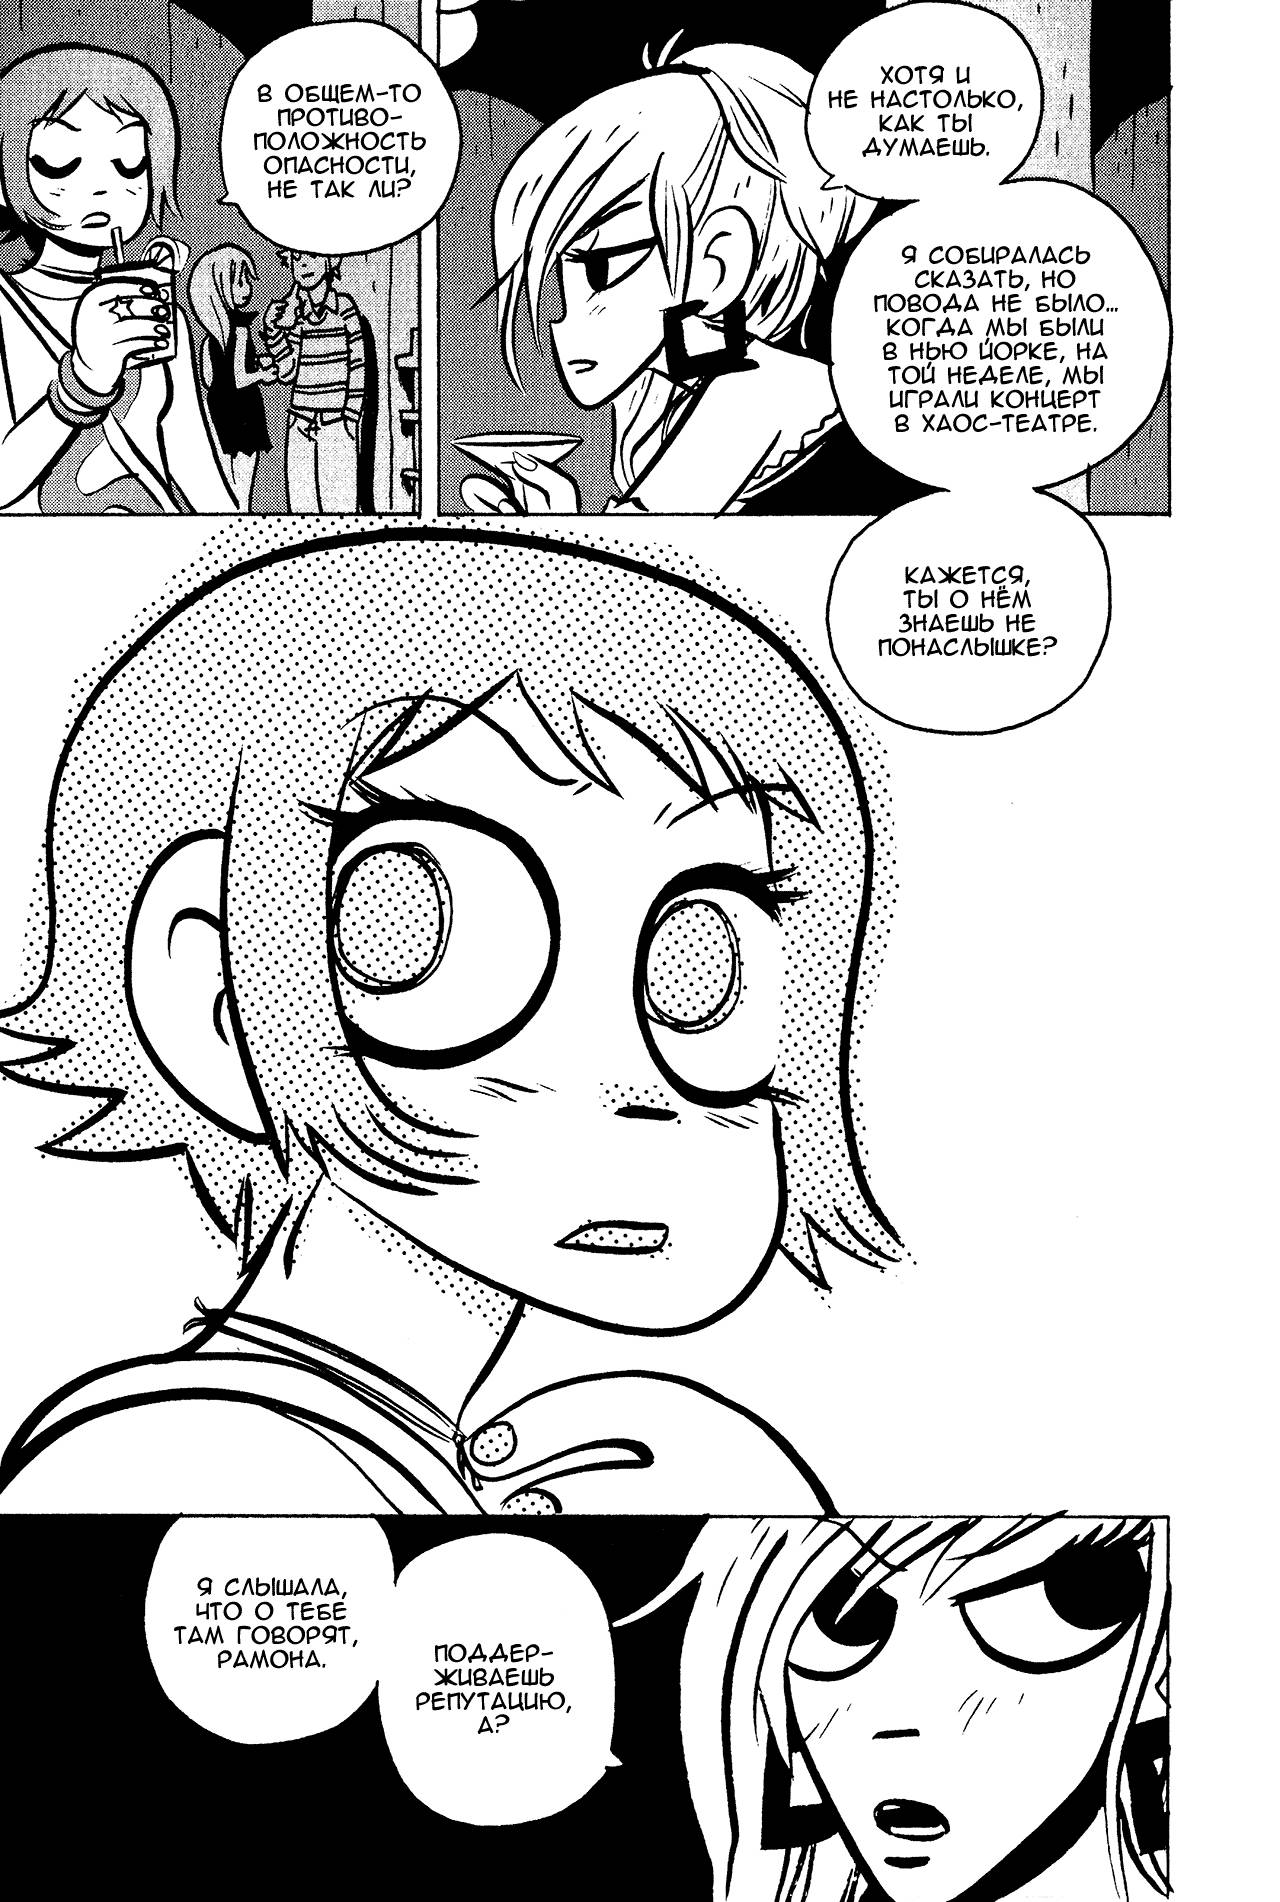 В ОБЩЕМ-ТО
ПРОТИВО-
ПОЛОЖНОСТЬ
ОПАСНОСТИ,
НЕ ТАК ЛИ?
ХОТЯ И
НЕ НАСТОЛЬКО,
КАК ТЫ
ДУМАЕШЬ.
Я СОБИРАЛАСЬ
СКАЗАТЬ, НО
ПОВОДА НЕ БЫЛО...
КОГДА МЫ БЫЛИ
В НЬЮ ЙОРКЕ, НА
ТОЙ НЕДЕЛЕ, МЫ
ИГРАЛИ КОНЦЕРТ
В ХАОС-ТЕАТРЕ.
КАЖЕТСЯ,
ТЫ О НЁМ
ЗНАЕШЬ НЕ
ПОНАСЛЫШКЕ?
Я СЛЫШАЛА,
ЧТО О ТЕБЕ
ТАМ ГОВОРЯТ,
РАМОНА.
ПОДДЕР-
ЖИВАЕШЬ
РЕПУТАЦИЮ,
А?